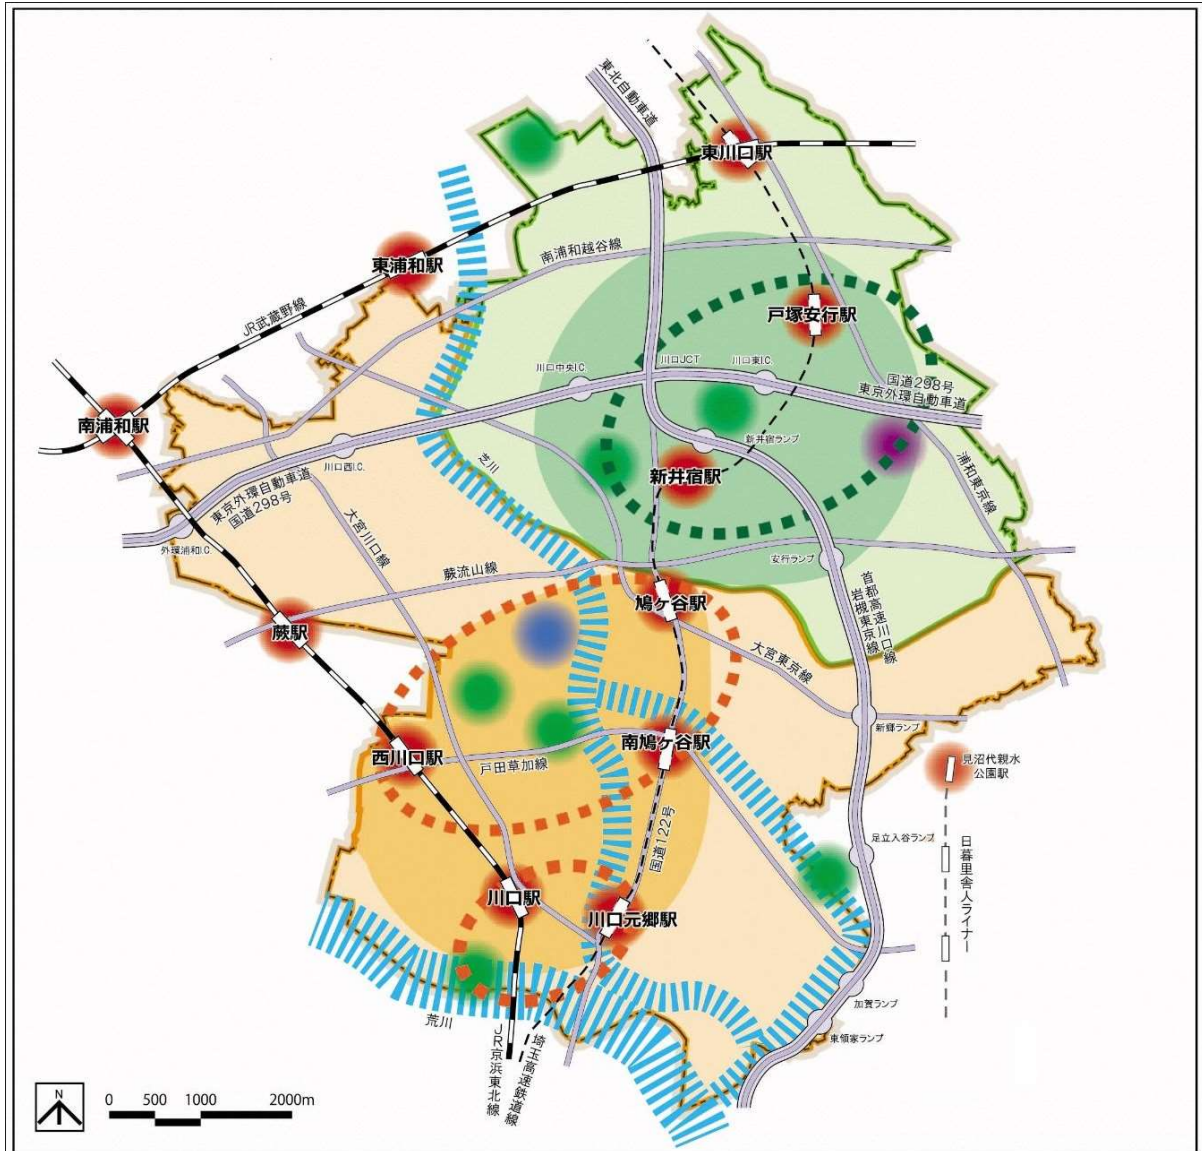 東北自動車道
東川口駅
南浦和越谷線
東浦和駅
JR武蔵野線
戸塚安行駅
川口中央I.C.
川口JCT
川口東I.C.
国道298号
東京外環自動車道
南浦和駅
新井宿ランプ
川口西I.C.
芝川
新井宿駅
浦和東京線
東京外環自動車道
国道298号
大宮川口線
外環浦和I.C.
安行ランプ
蕨流山線
首都高速川口線
岩槻東京線
鳩ヶ谷駅
蕨駅
大宮東京線
新郷ランプ
南鳩ヶ谷駅
西川口駅
戸田草加線
見沼代親水
公園駅
国道122号
足立入谷ランプ
日暮里舎人ライナー
川口駅
川口元郷駅
加賀ランプ
荒川
JR京浜東北線
埼玉高速鉄道線
東領家ランプ
N
0 500 1000 2000m